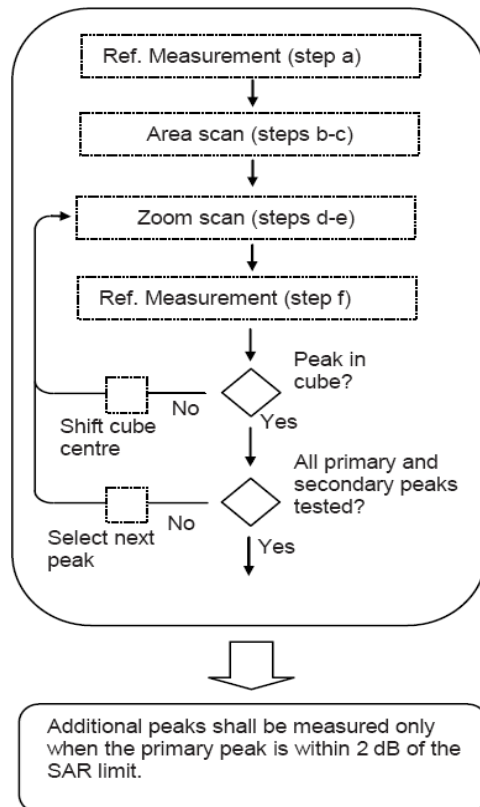 Ref. Measurement (step a)
Area scan (steps b-c)
Zoom scan (steps d-e)
Ref. Measurement (step f)
Peak in
cube?
No
Yes
Shift cube
centre
All primary and
secondary peaks
tested?
No
Yes
Select next
peak
Additional peaks shall be measured only
when the primary peak is within 2 dB of the
SAR limit.